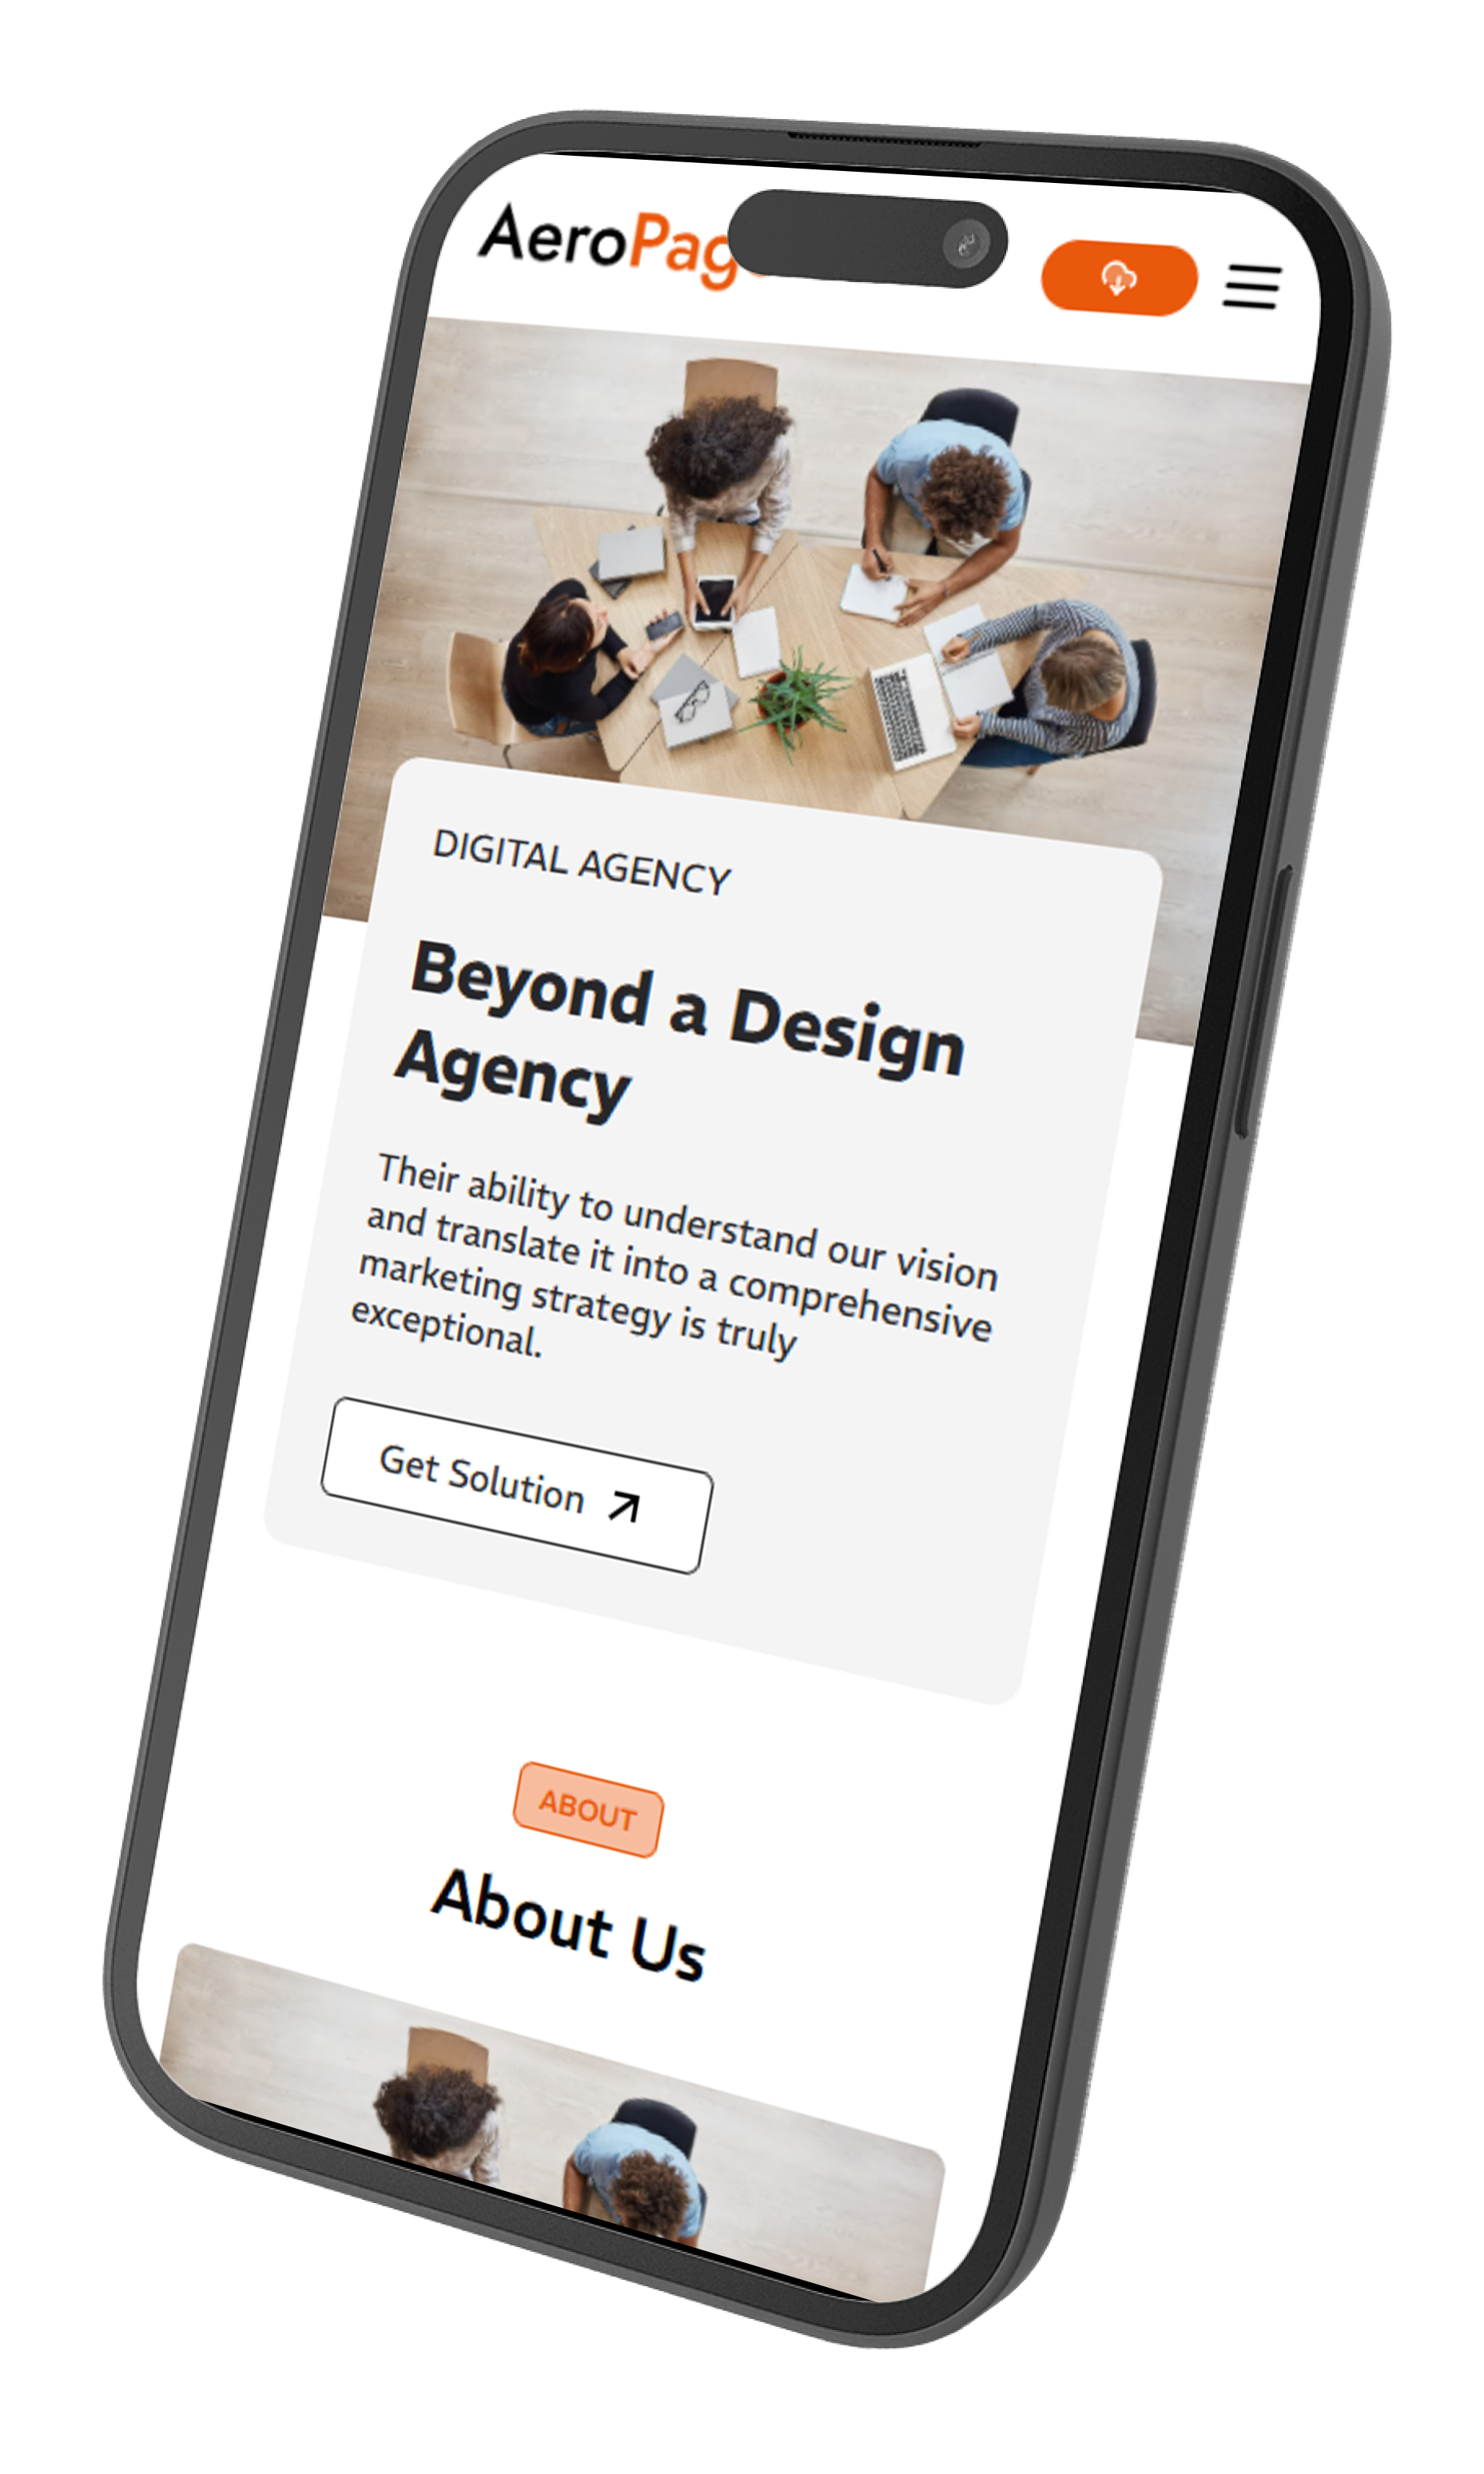 AeroPag
DIGITAL AGENCY
Beyond a Design
Agency
Their ability to understand our vision
and translate it into a comprehensive
marketing strategy is truly
exceptional.
Get Solution
ABOUT
About Us